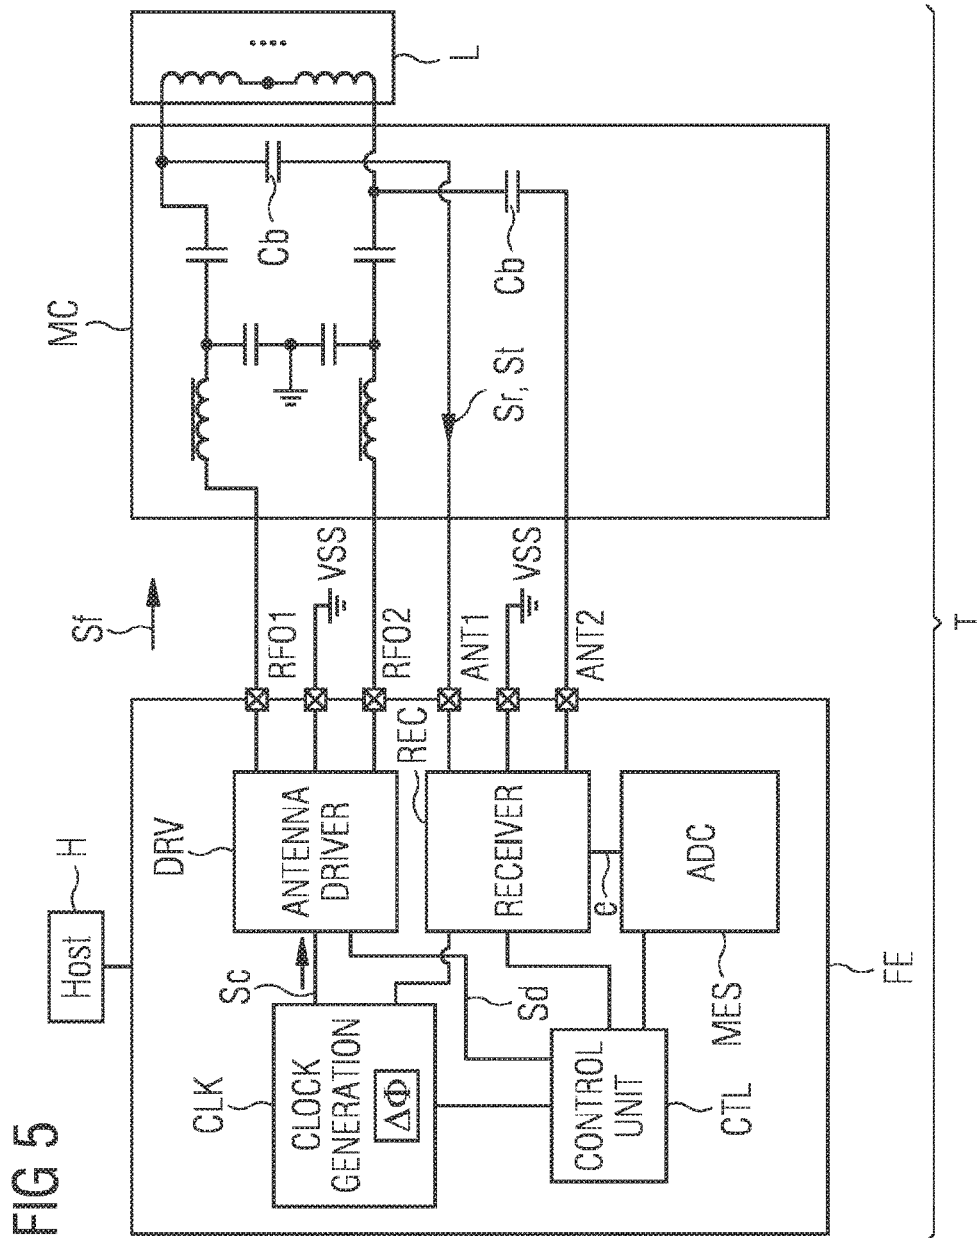 FIG 5
Host
H
CLK
CLOCK
GENERATION
ΔΦ
Sc
DRV
ANTENNA
DRIVER
Sd
REC
RECEIVER
CONTROL
UNIT
CTL
e
ADC
MES
FE
Sf
RFO1
VSS
RFO2
ANT1
VSS
ANT2
MC
Cb
Cb
Sr, St
L
T